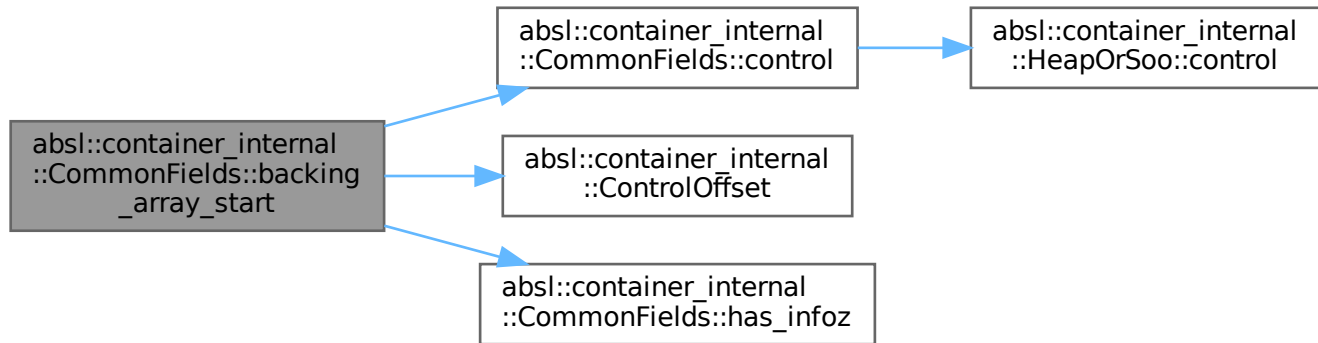 absl::container_internal
::CommonFields::backing
_array_start
absl::container_internal
::CommonFields::control
absl::container_internal
::HeapOrSoo::control
absl::container_internal
::ControlOffset
absl::container_internal
::CommonFields::has_infoz